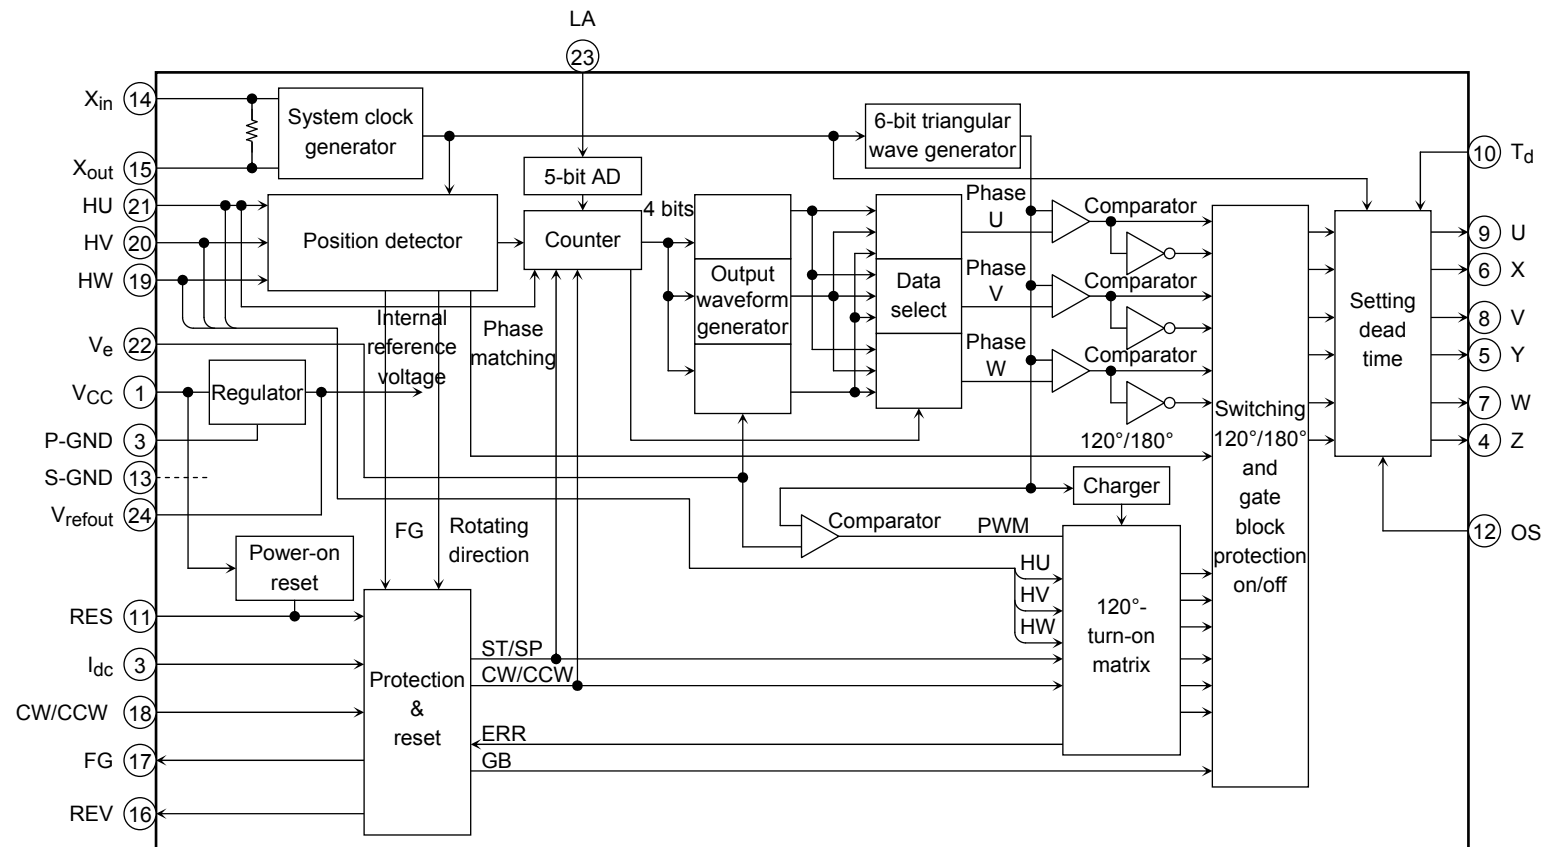 LA
23
Xin 14
System clock
generator
6-bit triangular
wave generator
Xout 15
5-bit AD
10 Td
HU 21
4 bits
Phase
U
Comparator
HV 20
Position detector
Counter
9 U
HW 19
Output
waveform
generator
Data
select
Phase
V
Comparator
6 X
Setting
dead
time
8 V
Internal
reference
voltage
Phase
matching
Ve 22
Phase
W
Comparator
5 Y
VCC 1
Regulator
7 W
Switching
120°/180°
and
gate
block
protection
on/off
P-GND 3
120°/180°
4 Z
S-GND 13
Charger
Vrefout 24
FG
Rotating
direction
Comparator
PWM
12 OS
Power-on
reset
HU
HV
HW
120°-
turn-on
matrix
RES 11
ST/SP
Idc 3
CW/CCW
Protection
&
reset
CW/CCW 18
ERR
FG 17
GB
REV 16